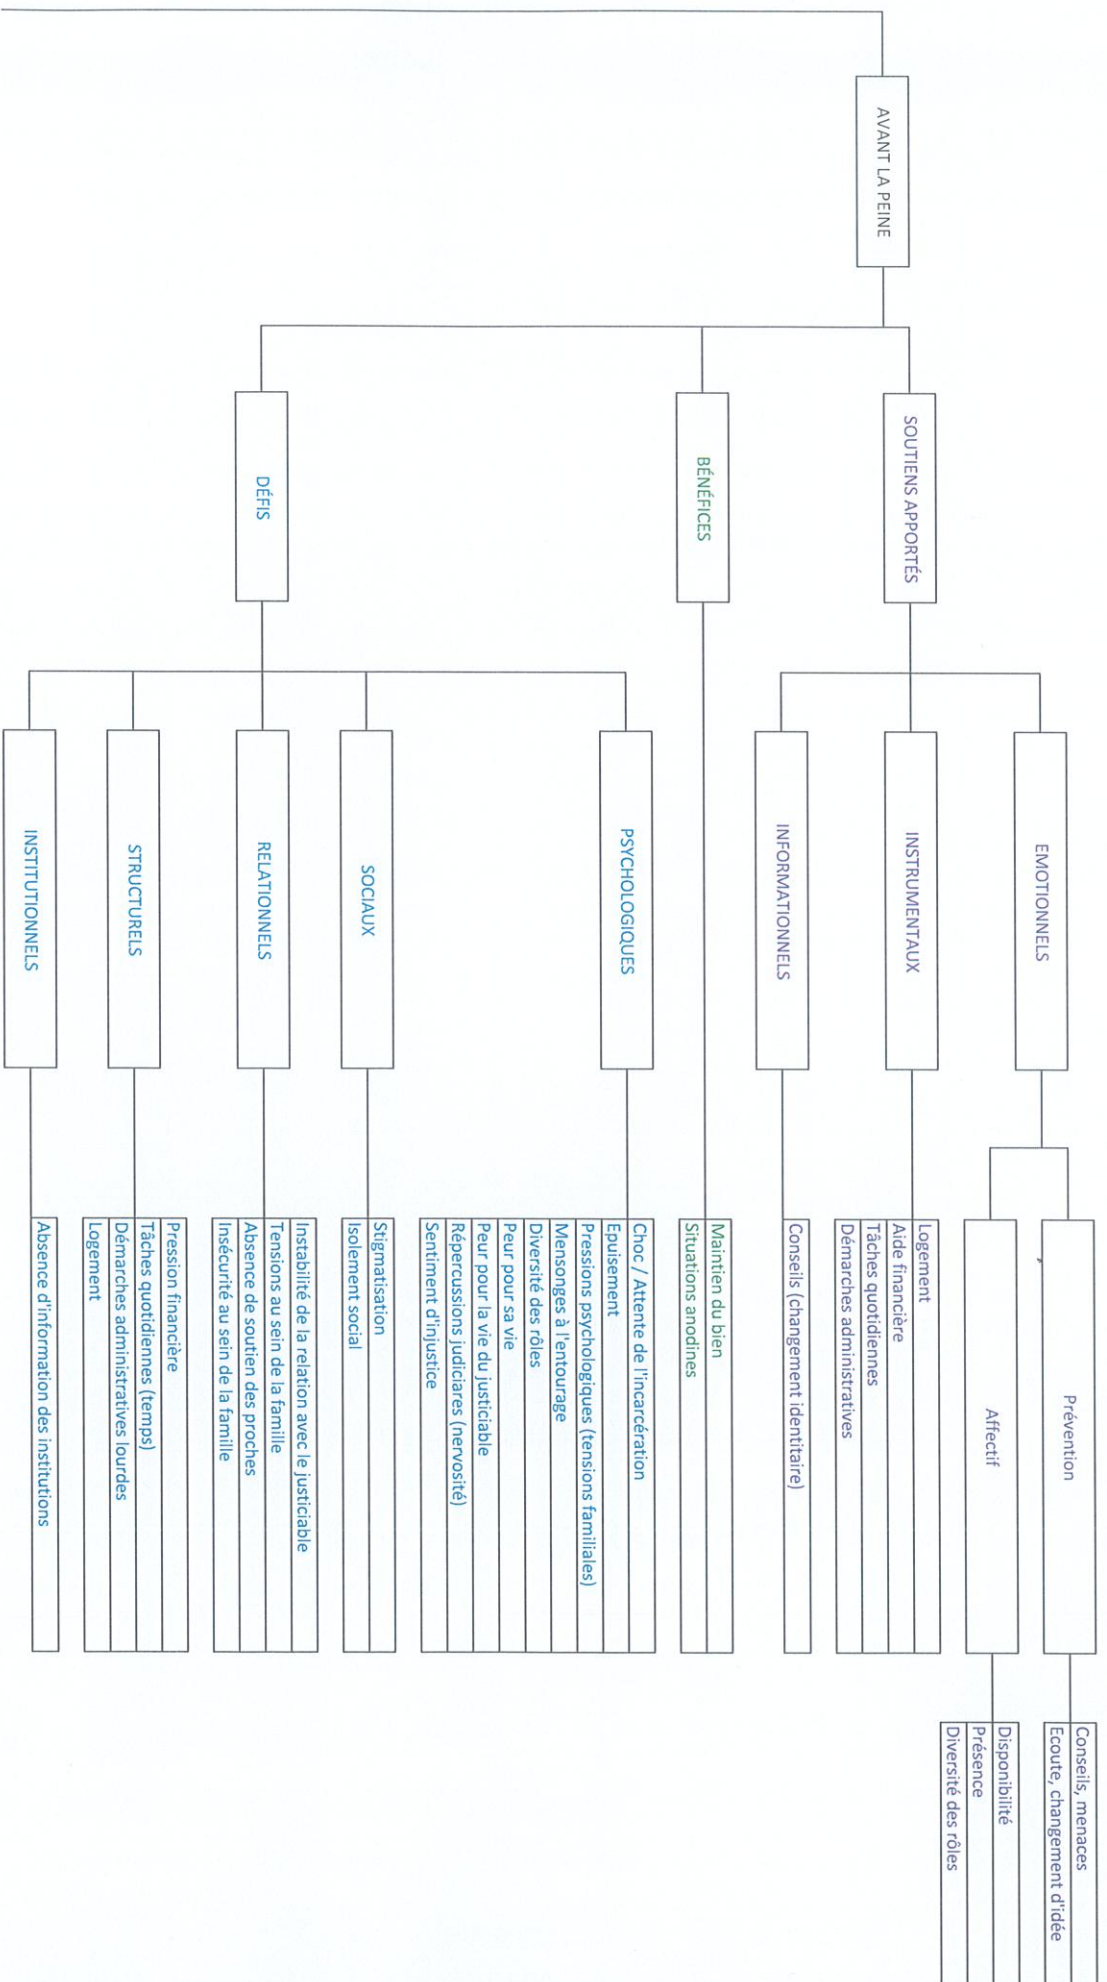 AVANT LA PEINE
SOUTIENS APPORTÉS
EMOTIONNELS
Prévention
Conseils, menaces
Ecoute, changement d'idée
Affectif
Disponibilité
Présence
Diversité des rôles
INSTRUMENTAUX
Logement
Aide financière
Tâches quotidiennes
Démarches administratives
INFORMATIONNELS
Conseils (changement identitaire)
BÉNÉFICES
Maintien du bien
Situations anodines
DÉFIS
PSYCHOLOGIQUES
Choc / Attente de l'incarcération
Epuisement
Pressions psychologiques (tensions familiales)
Mensonges à l'entourage
Diversité des rôles
Peur pour sa vie
Peur pour la vie du justiciable
Répercussions judiciares (nervosité)
Sentiment d'injustice
SOCIAUX
Stigmatisation
Isolement social
RELATIONNELS
Instabilité de la relation avec le justiciable
Tensions au sein de la famille
Absence de soutien des proches
Insécurité au sein de la famille
STRUCTURELS
Pression financière
Tâches quotidiennes (temps)
Démarches administratives lourdes
Logement
INSTITUTIONNELS
Absence d'information des institutions